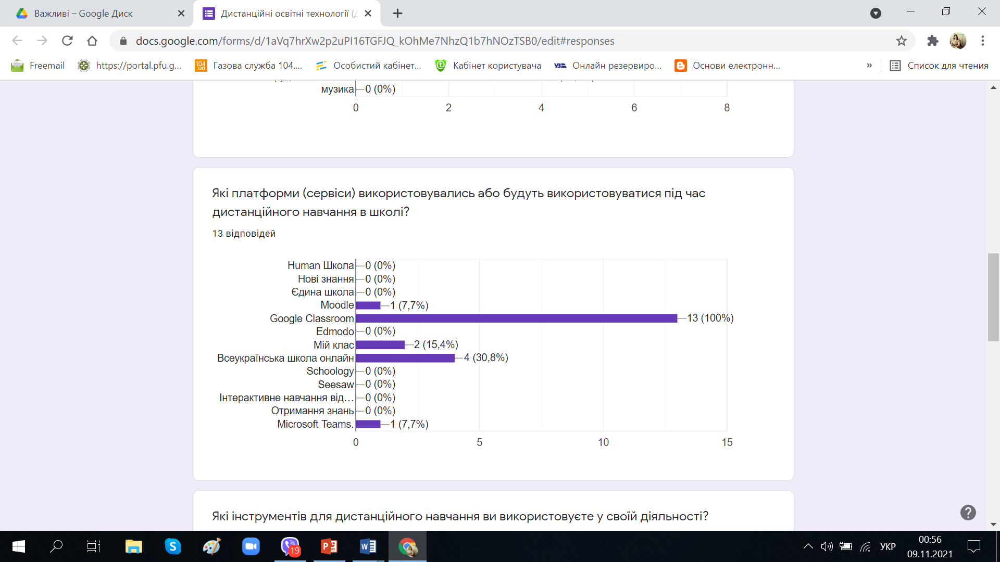 Важливі – Google Диск
Дистанційні освітні технології (
docs.google.com/forms/d/1aVq7hrXw2p2uPI16TGFJQ_kOhMe7NhzQ1b7hNOzTSB0/edit#responses
Freemail
https://portal.pfu.g...
104.ua
Газова служба 104....
Особистий кабінет...
Кабінет користувача
УЗ
Онлайн резервиро...
Основи електронн...
»
Список для чтения
музика 0 (0%)
0 2 4 6 8
Які платформи (сервіси) використовувались або будуть використовуватися під час
дистанційного навчання в школі?
13 відповідей
Human Школа 0 (0%)
Нові знання 0 (0%)
Єдина школа 0 (0%)
Moodle 1 (7,7%)
Google Classroom 13 (100%)
Edmodo 0 (0%)
Мій клас 2 (15,4%)
Всеукраїнська школа онлайн 4 (30,8%)
Schoology 0 (0%)
Seesaw 0 (0%)
Інтерактивне навчання від... 0 (0%)
Отримання знань 0 (0%)
Microsoft Teams. 1 (7,7%)
0 5 10 15
Які інструментів для дистанційного навчання ви використовуєте у своїй діяльності?
19
УКР
00:56
09.11.2021